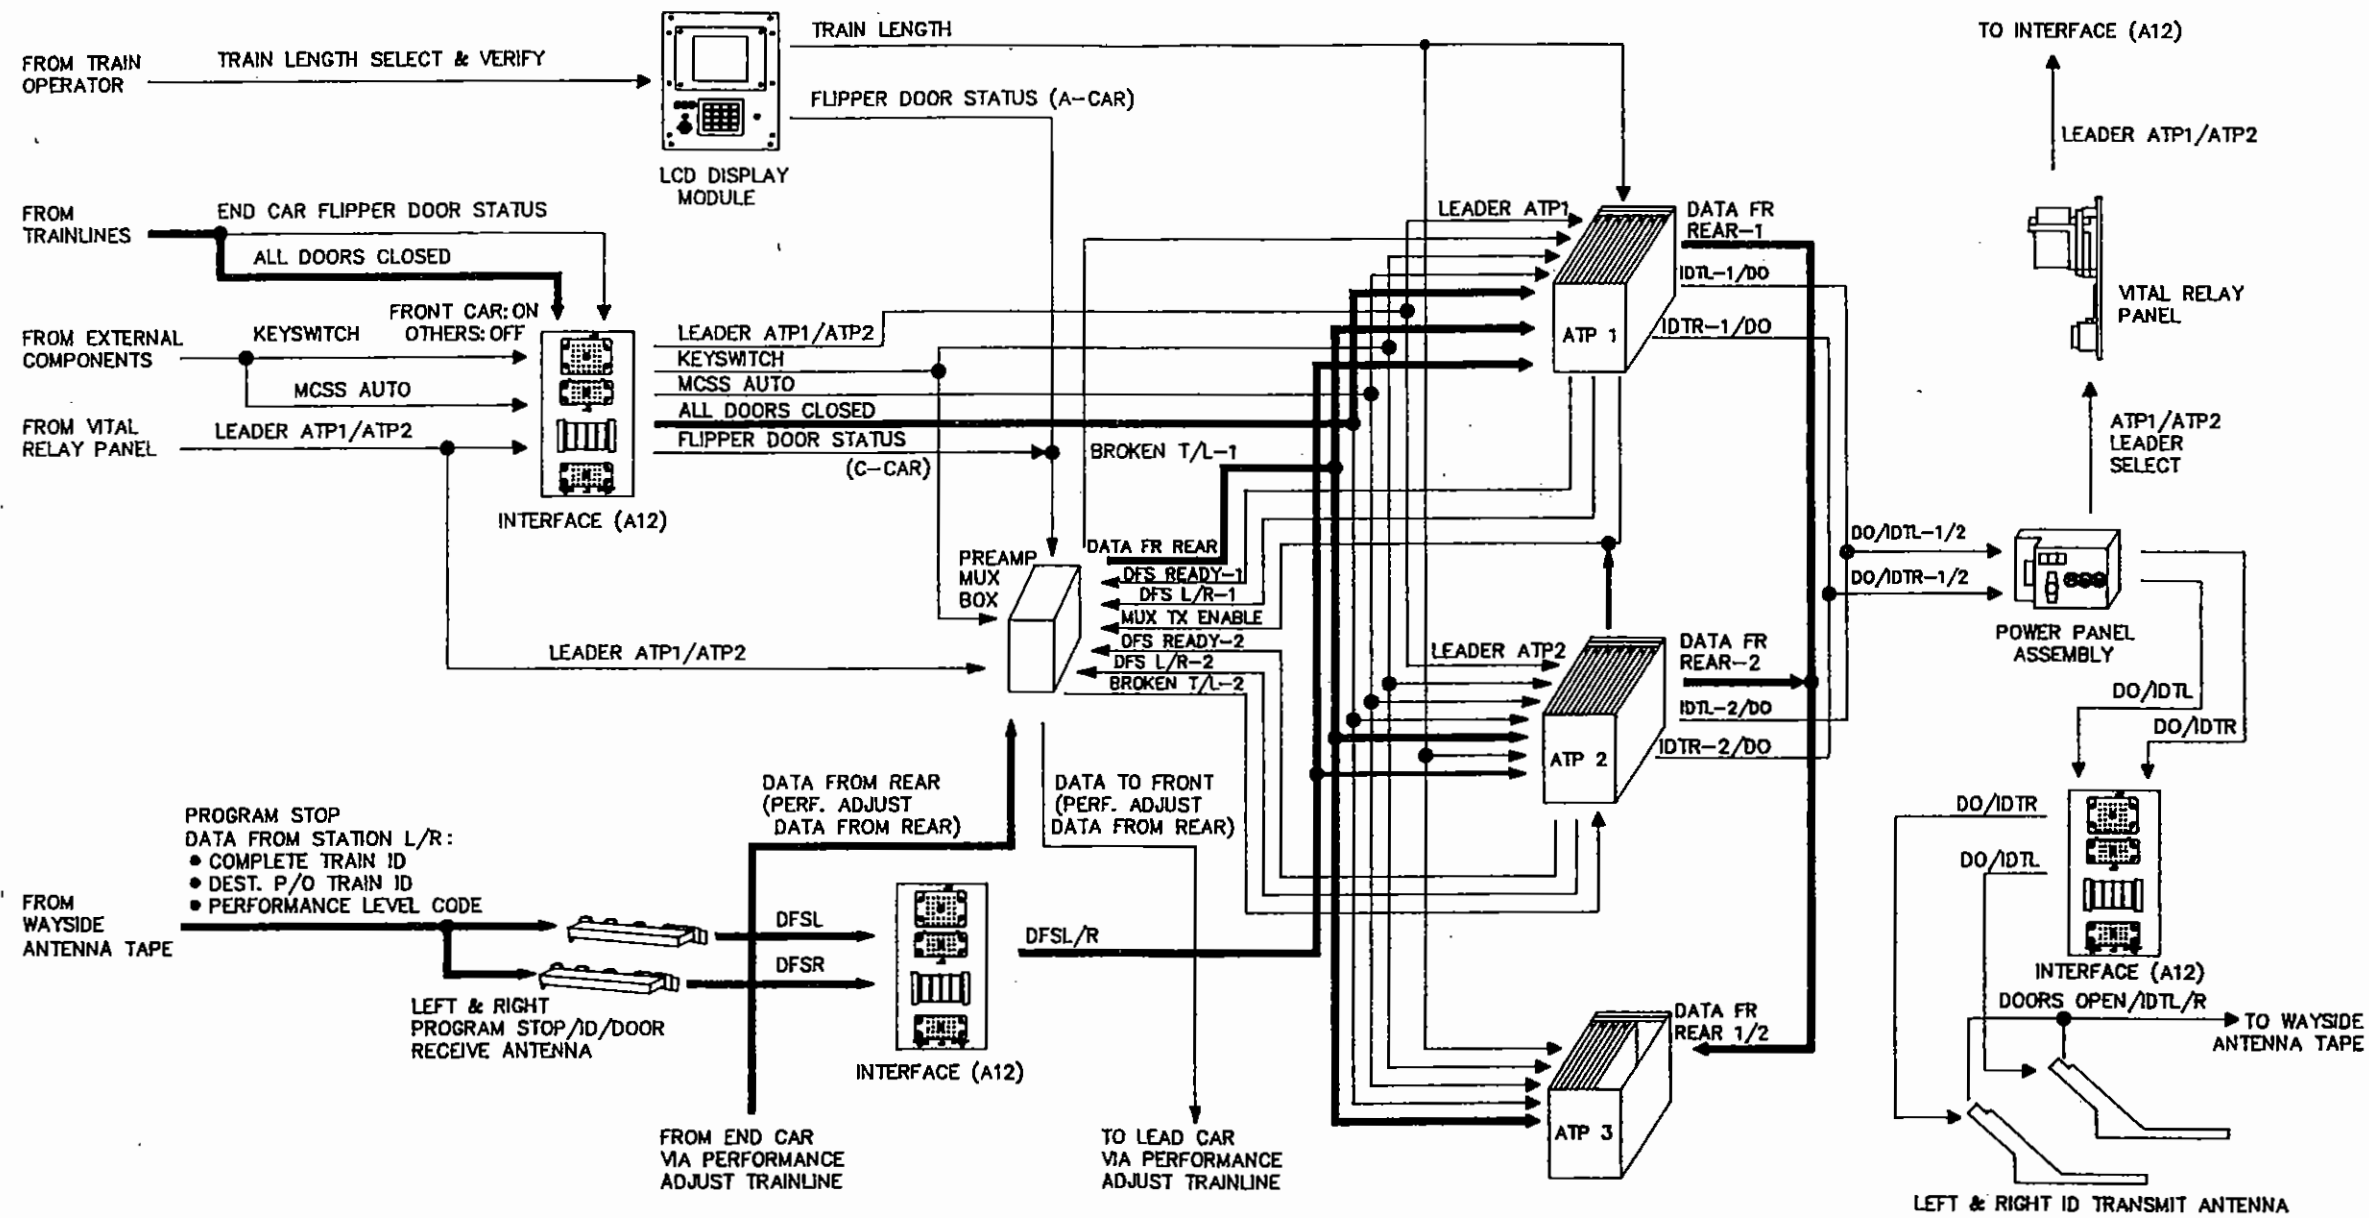 TRAIN LENGTH
TO INTERFACE (A12)
FROM TRAIN
OPERATOR
TRAIN LENGTH SELECT & VERIFY
FLIPPER DOOR STATUS (A-CAR)
LEADER ATP1/ATP2
LCD DISPLAY
MODULE
FROM
TRAINLINES
END CAR FLIPPER DOOR STATUS
ALL DOORS CLOSED
LEADER ATP1
DATA FR
REAR-1
IDTL-1/DO
IDTR-1/DO
ATP 1
VITAL RELAY
PANEL
FROM EXTERNAL
COMPONENTS
KEYSWITCH
FRONT CAR: ON
OTHERS: OFF
MCSS AUTO
FROM VITAL
RELAY PANEL
LEADER ATP1/ATP2
INTERFACE (A12)
LEADER ATP1/ATP2
KEYSWITCH
MCSS AUTO
ALL DOORS CLOSED
FLIPPER DOOR STATUS
(C-CAR)
BROKEN T/L-1
ATP1/ATP2
LEADER
SELECT
PREAMP
MUX
BOX
DATA FR REAR
DFS READY-1
DFS L/R-1
MUX TX ENABLE
DFS READY-2
DFS L/R-2
BROKEN T/L-2
LEADER ATP1/ATP2
LEADER ATP2
DATA FR
REAR-2
IDTL-2/DO
IDTR-2/DO
ATP 2
DO/IDTL-1/2
DO/IDTR-1/2
POWER PANEL
ASSEMBLY
DO/IDTL
DO/IDTR
DATA FROM REAR
(PERF. ADJUST
DATA FROM REAR)
DATA TO FRONT
(PERF. ADJUST
DATA FROM REAR)
PROGRAM STOP
DATA FROM STATION L/R:
● COMPLETE TRAIN ID
● DEST. P/O TRAIN ID
● PERFORMANCE LEVEL CODE
FROM
WAYSIDE
ANTENNA TAPE
DFSL
DFSR
DFSL/R
LEFT & RIGHT
PROGRAM STOP/ID/DOOR
RECEIVE ANTENNA
INTERFACE (A12)
DATA FR
REAR 1/2
ATP 3
DO/IDTR
DO/IDTL
INTERFACE (A12)
DOORS OPEN/IDTL/R
TO WAYSIDE
ANTENNA TAPE
FROM END CAR
VIA PERFORMANCE
ADJUST TRAINLINE
TO LEAD CAR
VIA PERFORMANCE
ADJUST TRAINLINE
LEFT & RIGHT ID TRANSMIT ANTENNA